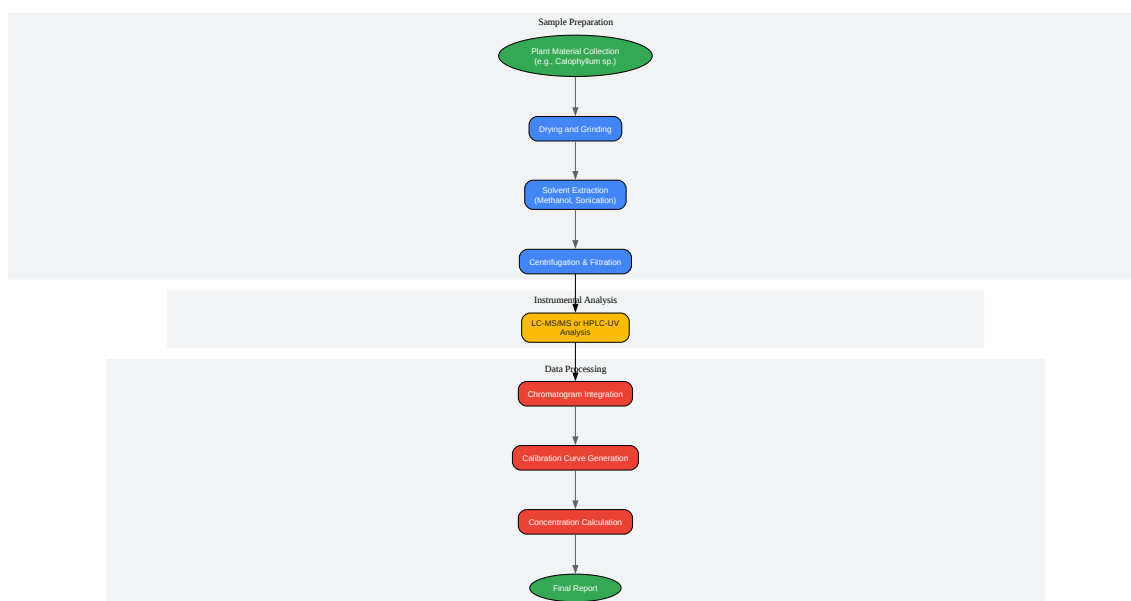 Sample Preparation
Plant Material Collection
(e.g., Calophyllum sp.)
Drying and Grinding
Solvent Extraction
(Methanol, Sonication)
Centrifugation & Filtration
Instrumental Analysis
LC-MS/MS or HPLC-UV
Analysis
Data Processing
Chromatogram Integration
Calibration Curve Generation
Concentration Calculation
Final Report